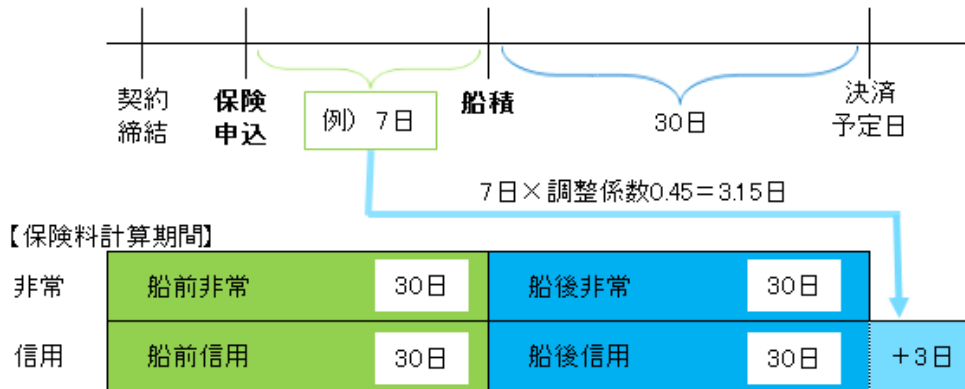 契約
締結
保険
申込
例） 7日
船積
30日
決済
予定日
7日×調整係数0.45＝3.15日
【保険料計算期間】
非常 船前非常 30日 船後非常 30日
信用 船前信用 30日 船後信用 30日 ＋3日